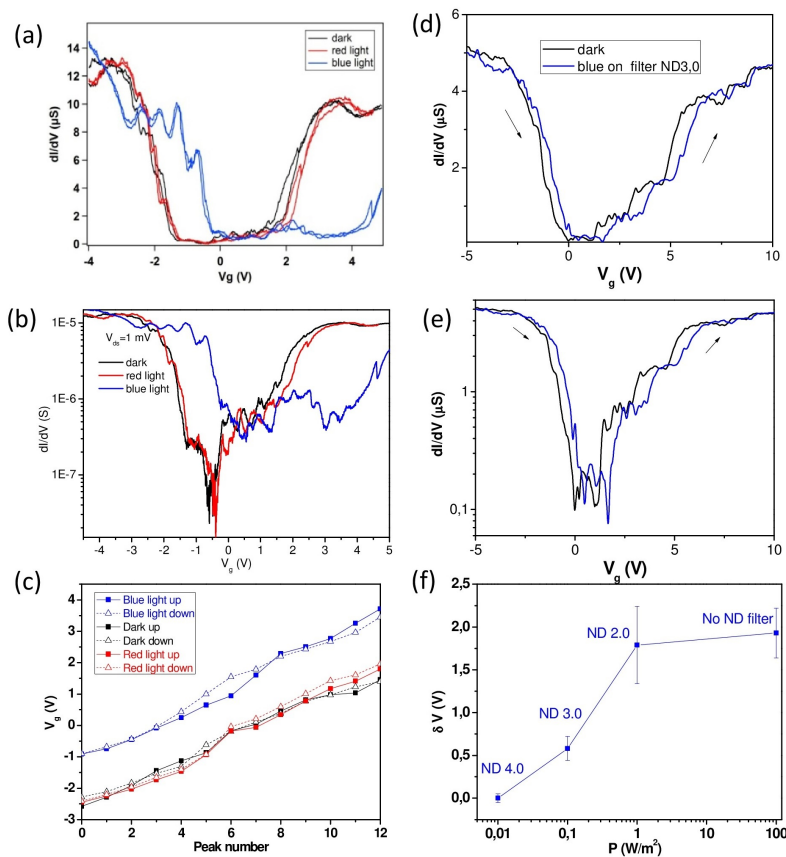 (a)
dark
red light
blue light
dI/dV (µS)
14
12
10
8
6
4
2
0
-4
-2
0
2
4
Vg (V)
(b)
V_ds=1 mV
dark
red light
blue light
dI/dV (S)
1E-5
1E-6
1E-7
-4
-3
-2
-1
0
1
2
3
4
5
V_g (V)
(c)
Blue light up
Blue light down
Dark up
Dark down
Red light up
Red light down
V_g (V)
4
3
2
1
0
-1
-2
-3
0
2
4
6
8
10
12
Peak number
(d)
dark
blue on filter ND3,0
dI/dV (µS)
6
4
2
-5
0
5
10
V_g (V)
(e)
dI/dV (µS)
1
0,1
-5
0
5
10
V_g (V)
(f)
δ V (V)
2,5
2,0
1,5
1,0
0,5
0,0
ND 4.0
ND 3.0
ND 2.0
No ND filter
0,01
0,1
1
10
100
P (W/m²)